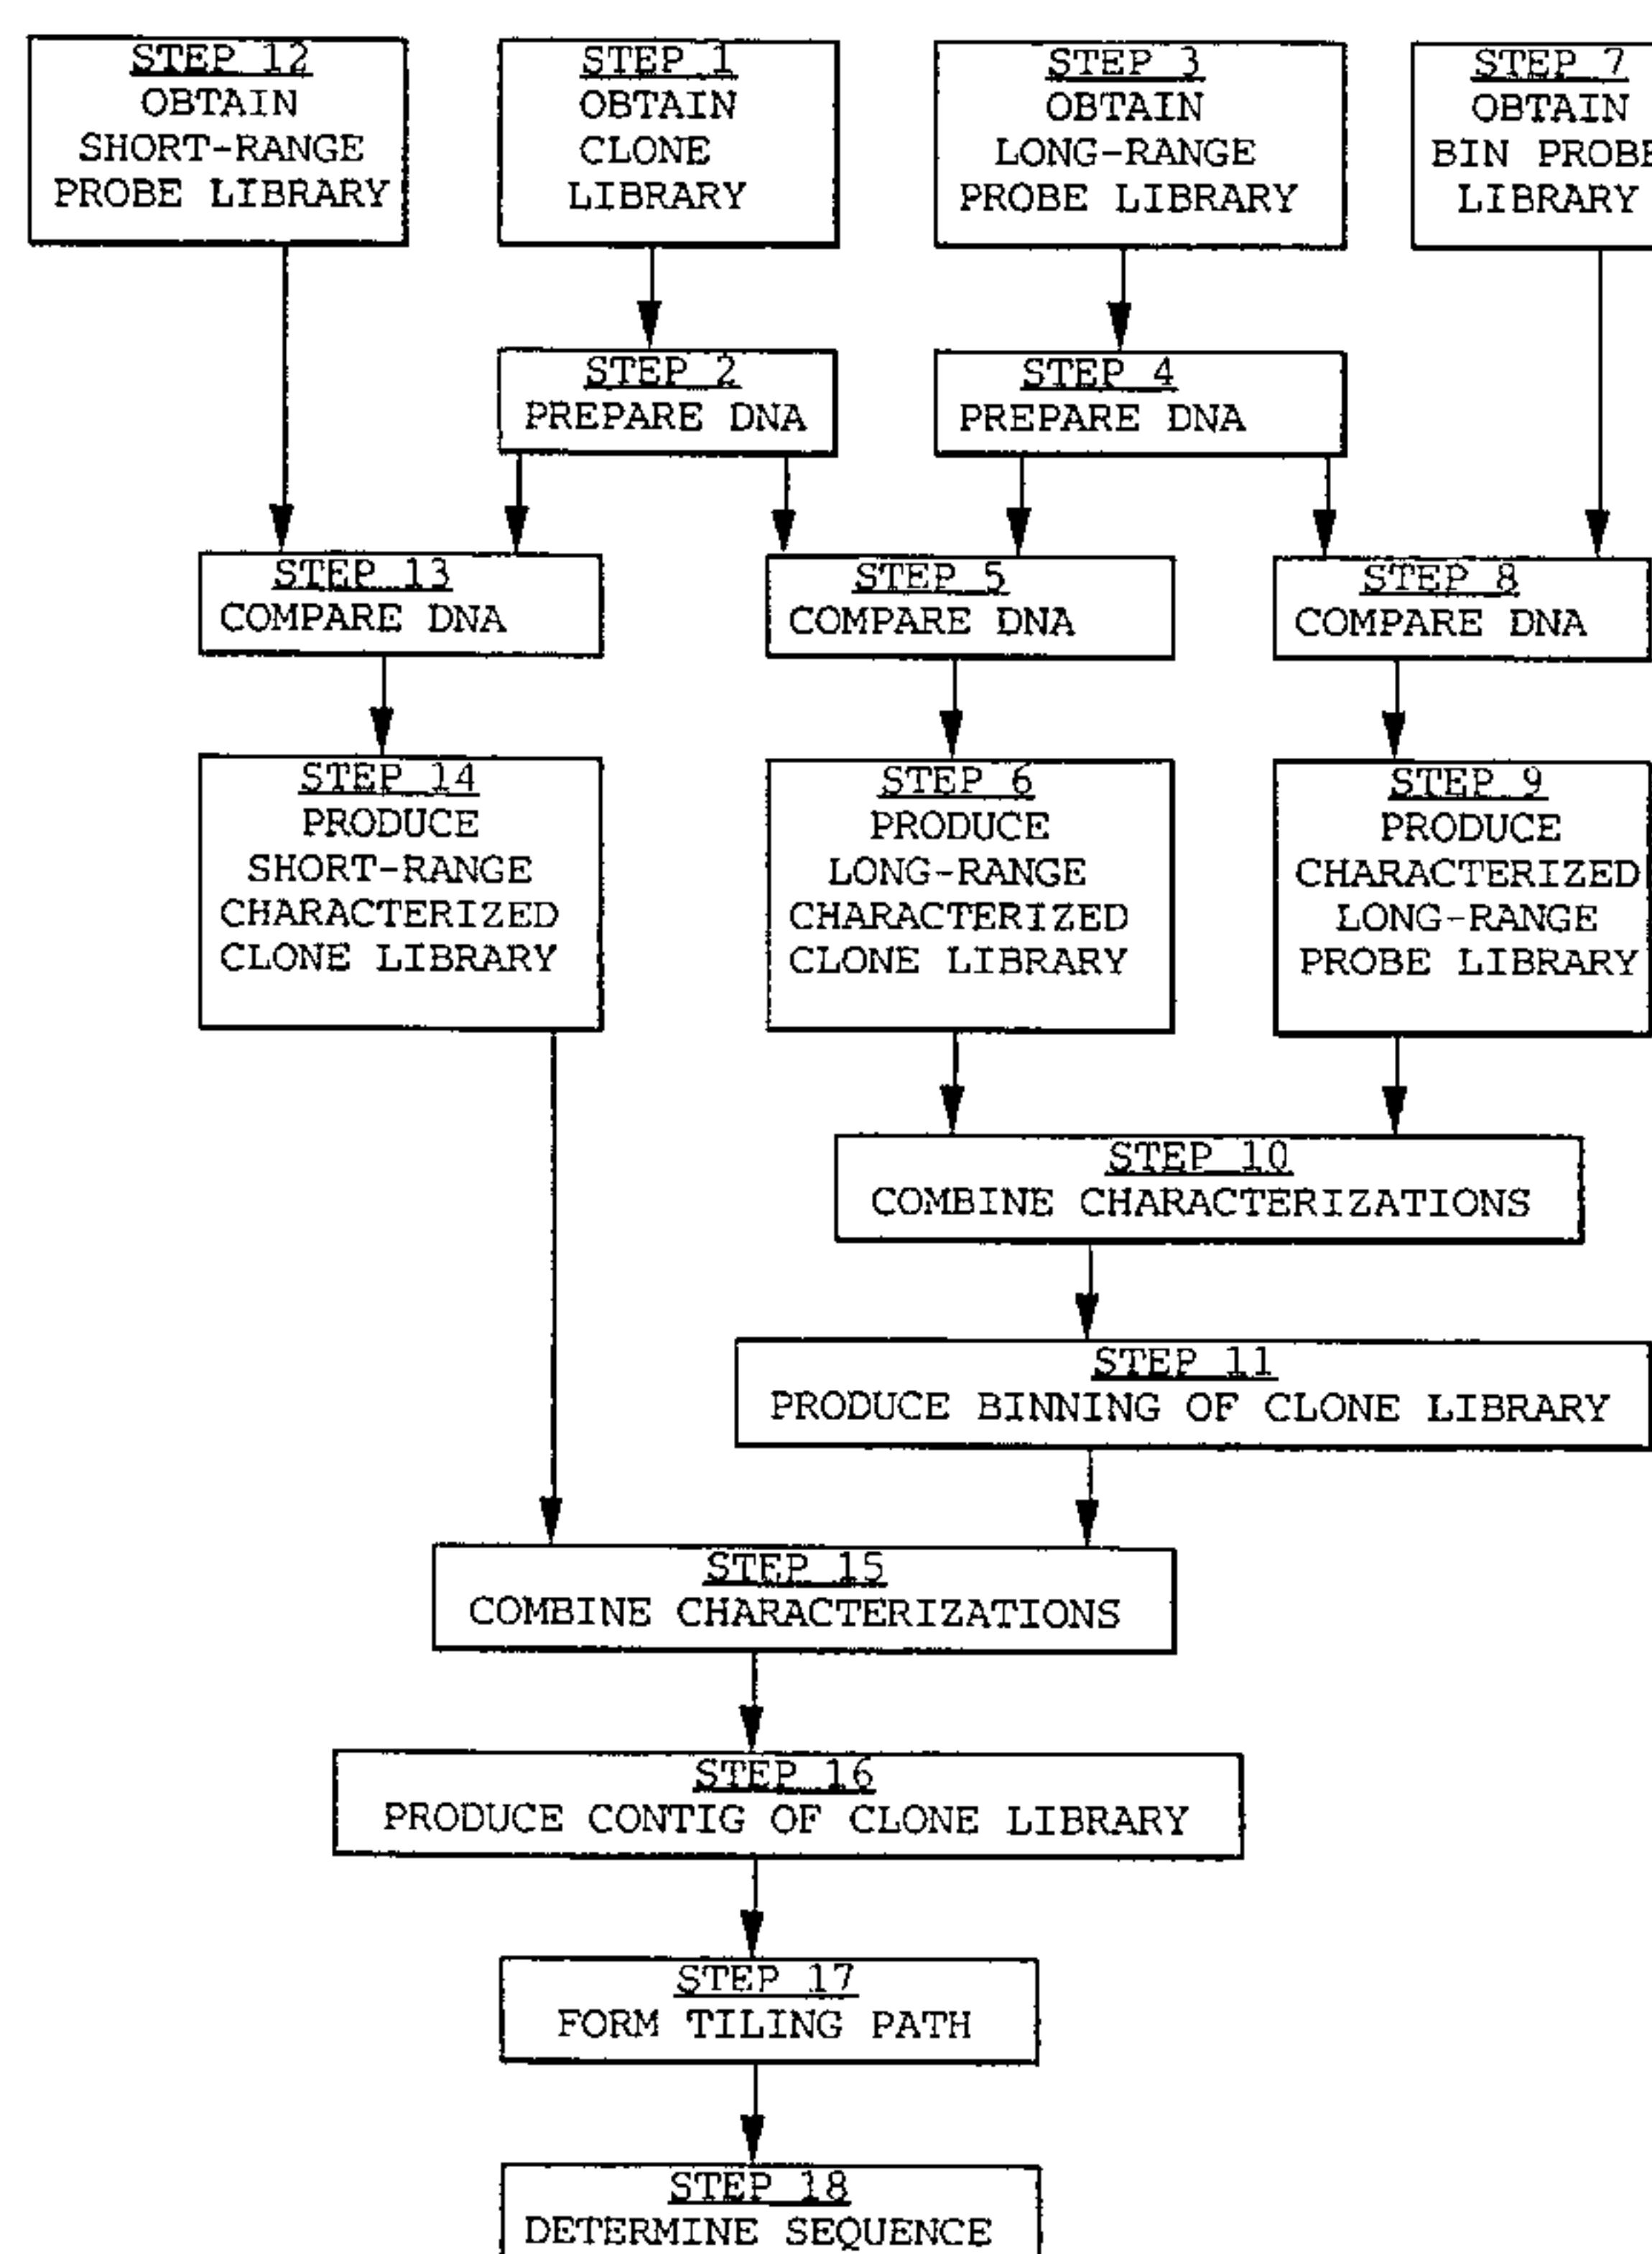 STEP 12
OBTAIN
SHORT-RANGE
PROBE LIBRARY
STEP 1
OBTAIN
CLONE
LIBRARY
STEP 3
OBTAIN
LONG-RANGE
PROBE LIBRARY
STEP 7
OBTAIN
BIN PROBE
LIBRARY
STEP 2
PREPARE DNA
STEP 4
PREPARE DNA
STEP 13
COMPARE DNA
STEP 5
COMPARE DNA
STEP 8
COMPARE DNA
STEP 14
PRODUCE
SHORT-RANGE
CHARACTERIZED
CLONE LIBRARY
STEP 6
PRODUCE
LONG-RANGE
CHARACTERIZED
CLONE LIBRARY
STEP 9
PRODUCE
CHARACTERIZED
LONG-RANGE
PROBE LIBRARY
STEP 10
COMBINE CHARACTERIZATIONS
STEP 11
PRODUCE BINNING OF CLONE LIBRARY
STEP 15
COMBINE CHARACTERIZATIONS
STEP 16
PRODUCE CONTIG OF CLONE LIBRARY
STEP 17
FORM TILING PATH
STEP 18
DETERMINE SEQUENCE